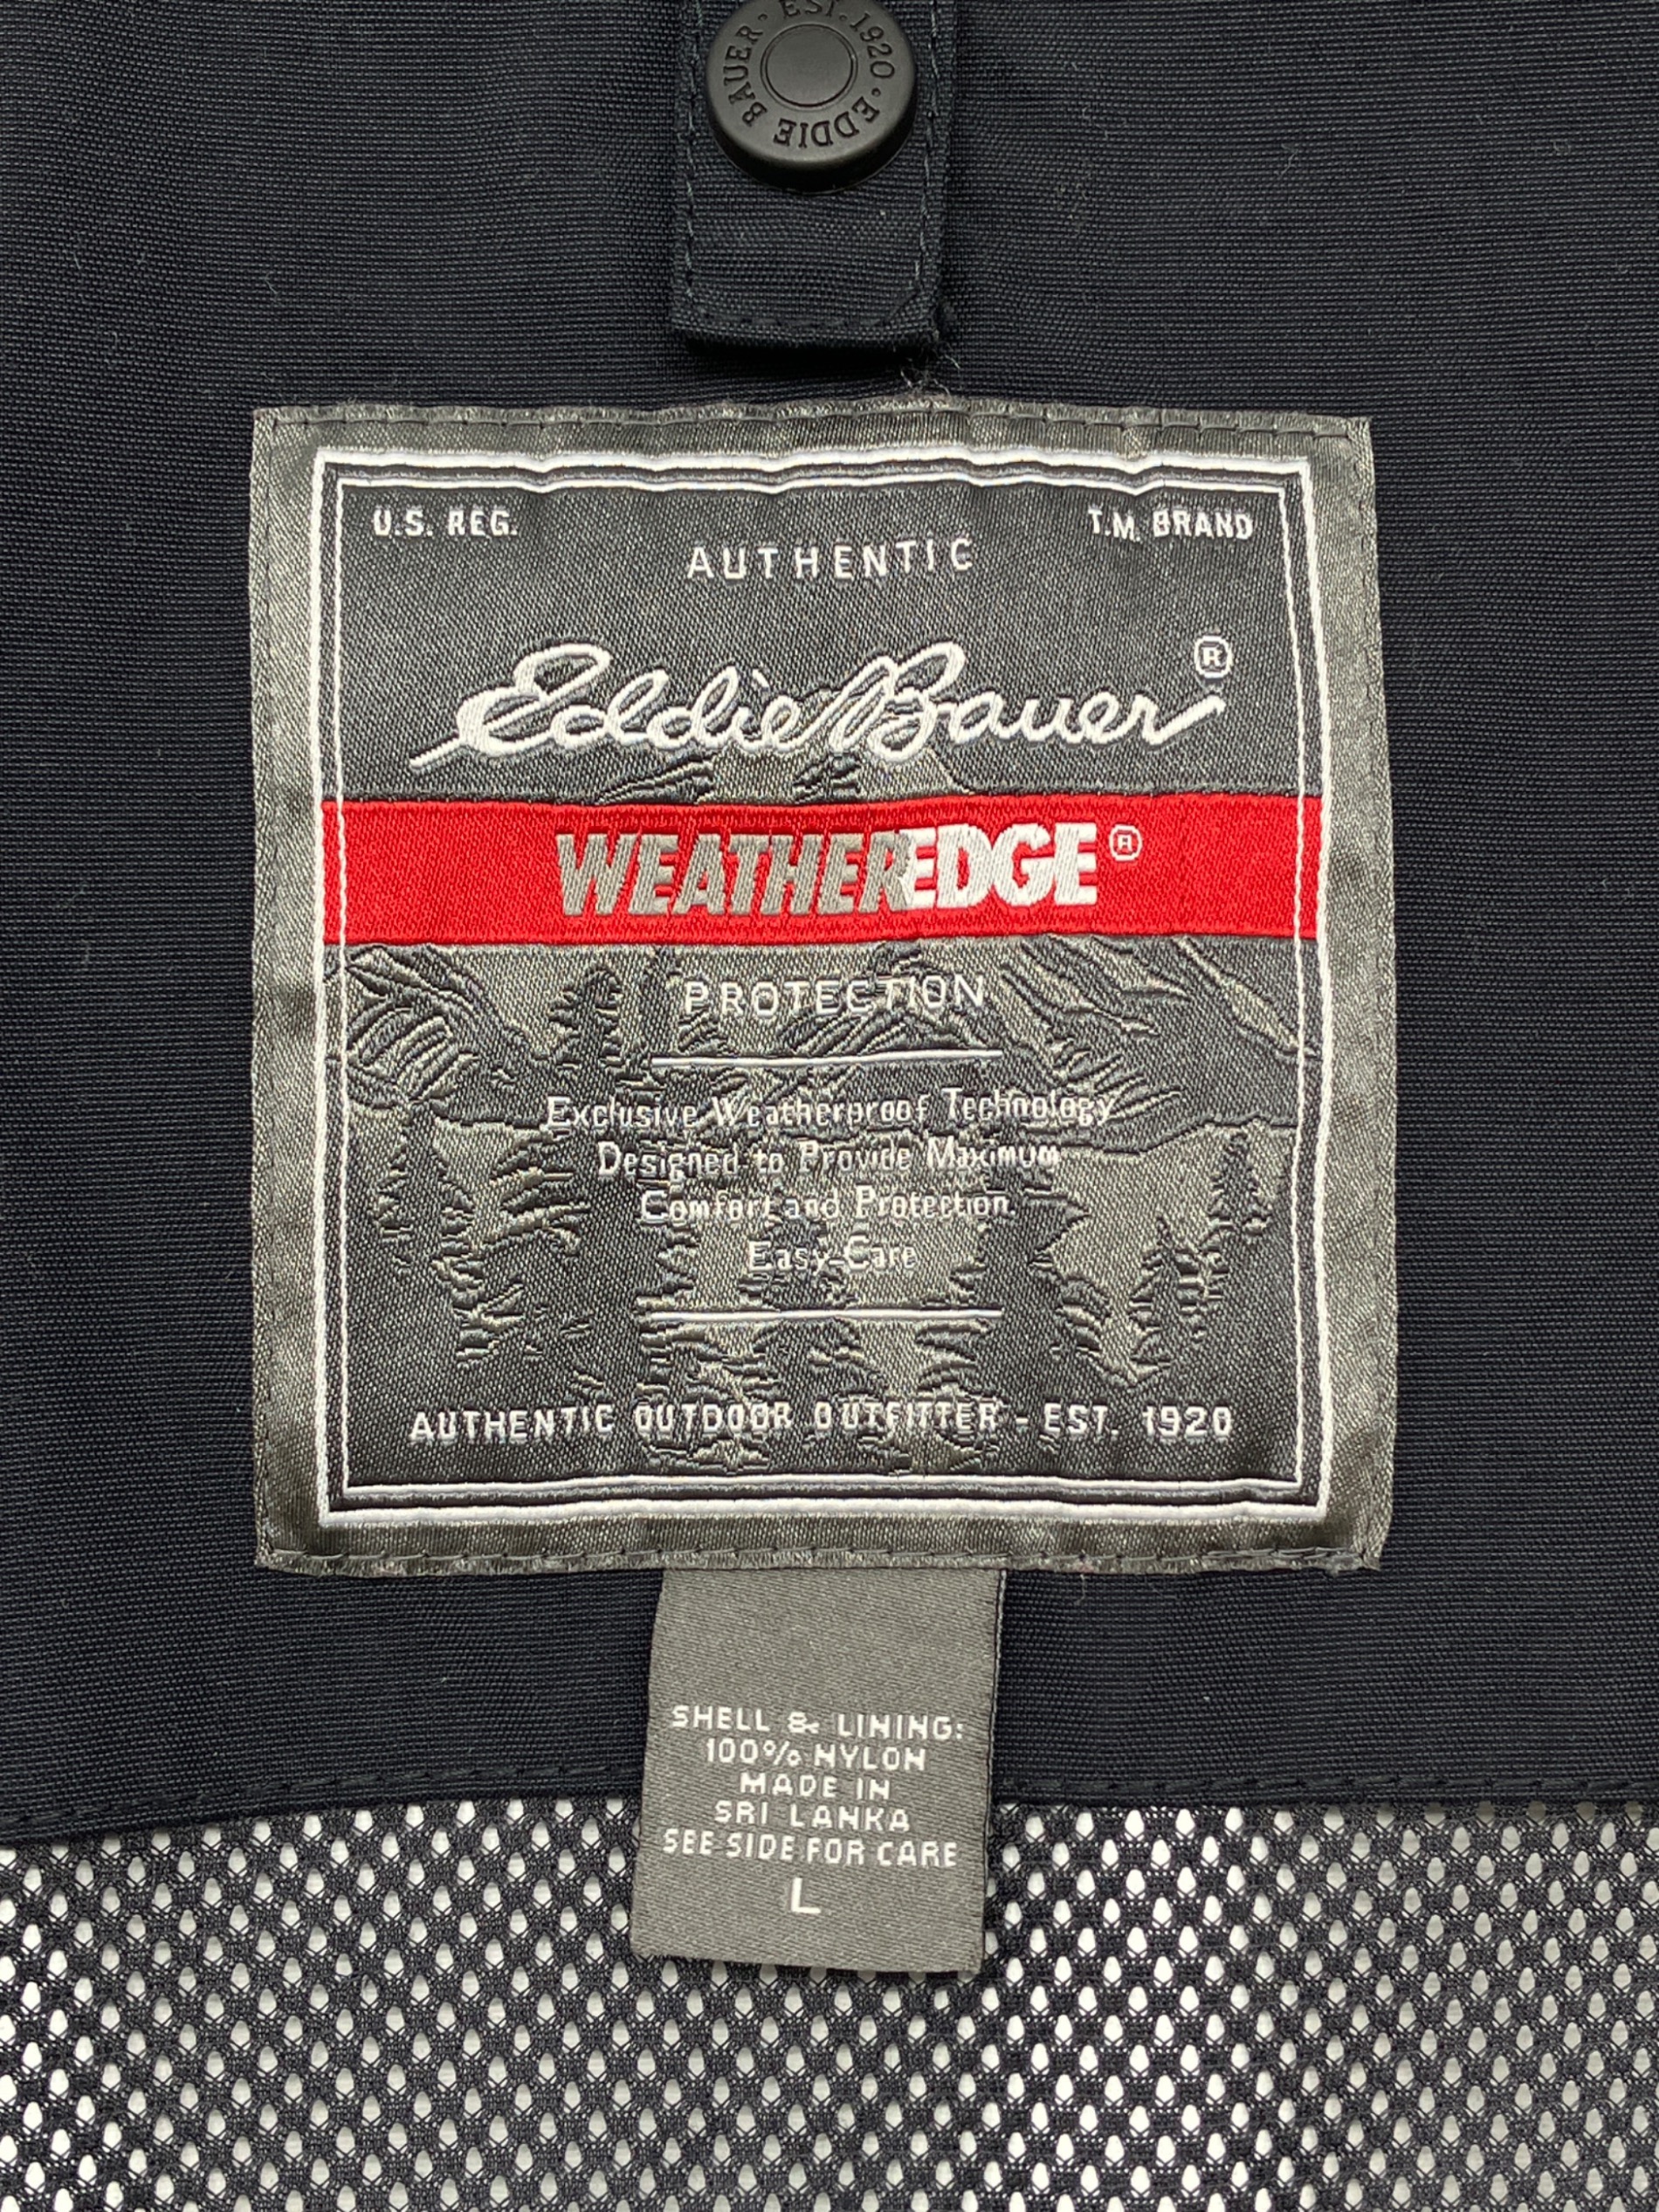 EST. 1920 · EDDIE BAUER ·
U.S. REG.
T.M. BRAND
AUTHENTIC
Eddie Bauer®
WEATHEREDGE®
PROTECTION
Exclusive Weatherproof Technology
Designed to Provide Maximum
Comfort and Protection.
Easy-Care
AUTHENTIC OUTDOOR OUTFITTER - EST. 1920
SHELL & LINING:
100% NYLON
MADE IN
SRI LANKA
SEE SIDE FOR CARE
L